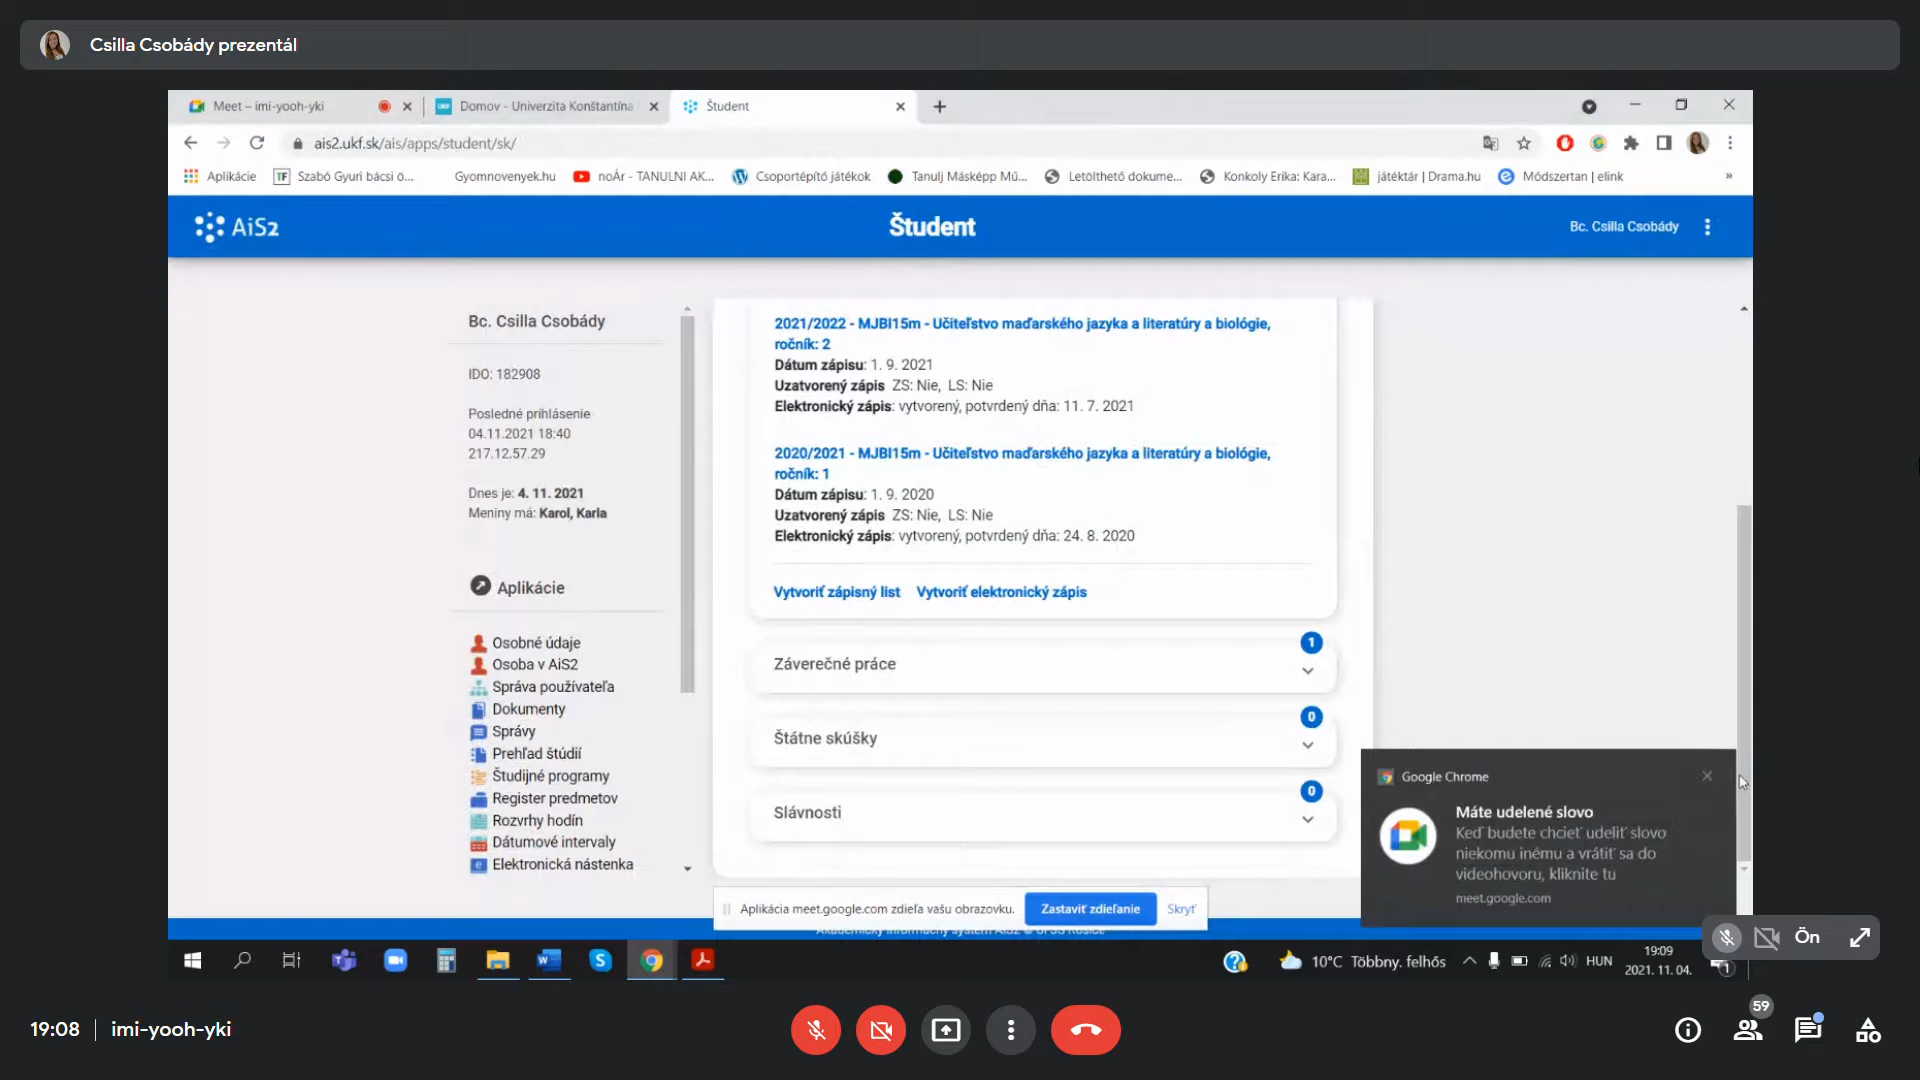 Csilla Csobády prezentál
Meet – imi-yooh-yki
Domov - Univerzita Konštantína
Študent
ais2.ukf.sk/ais/apps/student/sk/
Aplikácie
TF Szabó Gyuri bácsi ö...
Gyomnovenyek.hu
noÁr - TANULNI AK...
Csoportépítő játékok
Tanulj Másképp Mű...
Letölthető dokume...
Konkoly Erika: Kara...
játéktár | Drama.hu
Módszertan | elink
»
AiS2
Študent
Bc. Csilla Csobády
Bc. Csilla Csobády
IDO: 182908
Posledné prihlásenie
04.11.2021 18:40
217.12.57.29
Dnes je: 4. 11. 2021
Meniny má: Karol, Karla
Aplikácie
Osobné údaje
Osoba v AiS2
Správa používateľa
Dokumenty
Správy
Prehľad štúdií
Študijné programy
Register predmetov
Rozvrhy hodín
Dátumové intervaly
Elektronická nástenka
2021/2022 - MJBI15m - Učiteľstvo maďarského jazyka a literatúry a biológie,
ročník: 2
Dátum zápisu: 1. 9. 2021
Uzatvorený zápis ZS: Nie, LS: Nie
Elektronický zápis: vytvorený, potvrdený dňa: 11. 7. 2021
2020/2021 - MJBI15m - Učiteľstvo maďarského jazyka a literatúry a biológie,
ročník: 1
Dátum zápisu: 1. 9. 2020
Uzatvorený zápis ZS: Nie, LS: Nie
Elektronický zápis: vytvorený, potvrdený dňa: 24. 8. 2020
Vytvoriť zápisný list Vytvoriť elektronický zápis
Záverečné práce
1
Štátne skúšky
0
Slávnosti
0
Google Chrome
Máte udelené slovo
Keď budete chcieť udeliť slovo
niekomu inému a vrátiť sa do
videohovoru, kliknite tu
meet.google.com
Aplikácia meet.google.com zdieľa vašu obrazovku.
Zastaviť zdieľanie
Skryť
Akademický informačný systém AiS2 © UPJŠ Košice
Ön
10°C Többny. felhős
HUN
19:09
2021. 11. 04.
1
19:08 | imi-yooh-yki
59